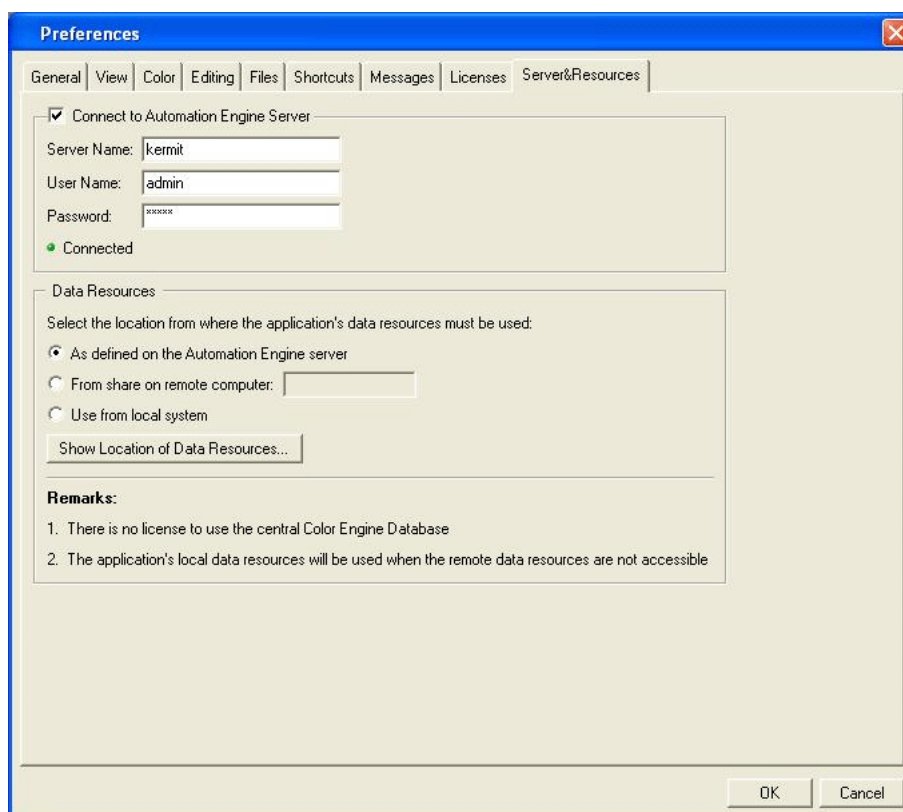 Preferences
General View Color Editing Files Shortcuts Messages Licenses Server&Resources
Connect to Automation Engine Server
Server Name: kermit
User Name: admin
Password: *****
Connected
Data Resources
Select the location from where the application's data resources must be used:
As defined on the Automation Engine server
From share on remote computer:
Use from local system
Show Location of Data Resources...
Remarks:
1. There is no license to use the central Color Engine Database
2. The application's local data resources will be used when the remote data resources are not accessible
OK Cancel